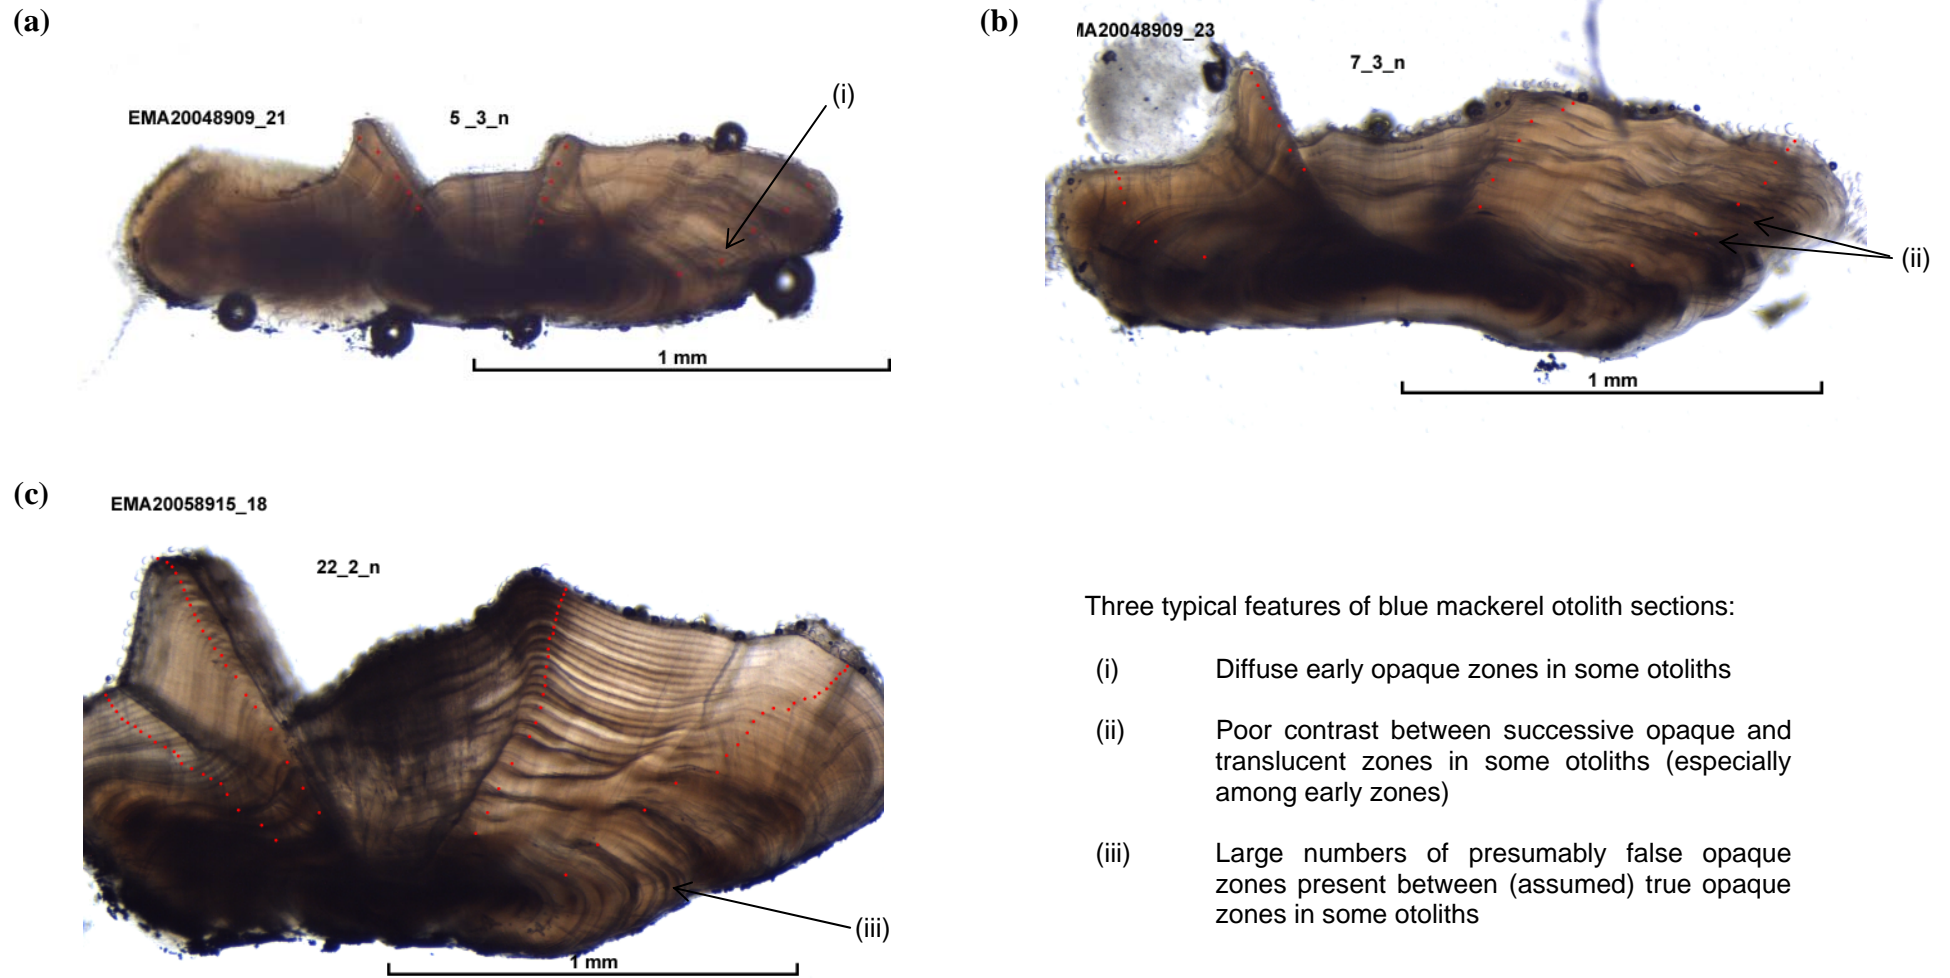 (a)
EMA20048909_21
5 _3_n
(i)
1 mm
(b)
IA20048909_23
7_3_n
(ii)
1 mm
(c)
EMA20058915_18
22_2_n
(iii)
1 mm
Three typical features of blue mackerel otolith sections:
(i) Diffuse early opaque zones in some otoliths
(ii) Poor contrast between successive opaque and
translucent zones in some otoliths (especially
among early zones)
(iii) Large numbers of presumably false opaque
zones present between (assumed) true opaque
zones in some otoliths